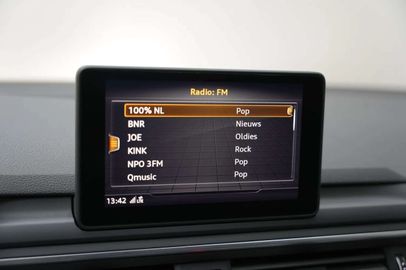 Radio: FM
100% NL Pop
BNR Nieuws
JOE Oldies
KINK Rock
NPO 3FM Pop
Qmusic Pop
13:42